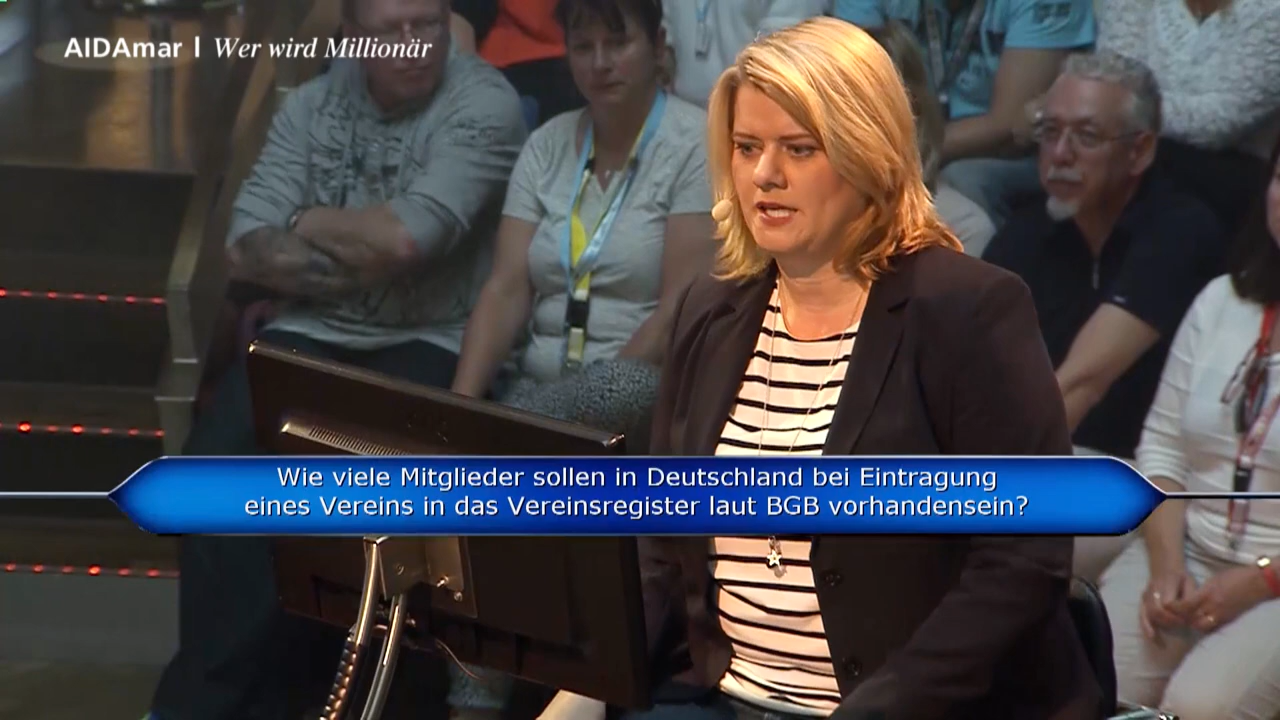 AIDAmar | Wer wird Millionär
Wie viele Mitglieder sollen in Deutschland bei Eintragung
eines Vereins in das Vereinsregister laut BGB vorhandensein?